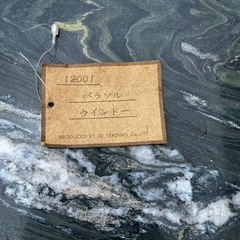 12001
パラソル
ウインドー
PRODUCED BY, JC TRADING Co., LTD.